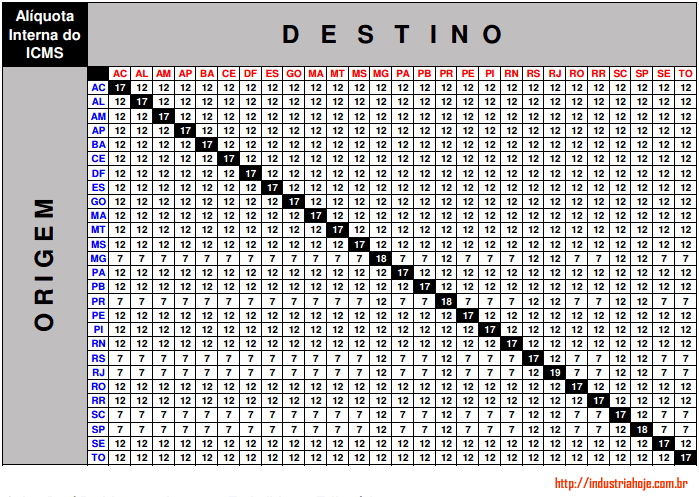 Alíquota
Interna do
ICMS
DESTINO
AC AL AM AP BA CE DF ES GO MA MT MS MG PA PB PR PE PI RN RS RJ RO RR SC SP SE TO
ORIGEM
AC 17 12 12 12 12 12 12 12 12 12 12 12 12 12 12 12 12 12 12 12 12 12 12 12 12 12 12
AL 12 17 12 12 12 12 12 12 12 12 12 12 12 12 12 12 12 12 12 12 12 12 12 12 12 12 12
AM 12 12 17 12 12 12 12 12 12 12 12 12 12 12 12 12 12 12 12 12 12 12 12 12 12 12 12
AP 12 12 12 17 12 12 12 12 12 12 12 12 12 12 12 12 12 12 12 12 12 12 12 12 12 12 12
BA 12 12 12 12 17 12 12 12 12 12 12 12 12 12 12 12 12 12 12 12 12 12 12 12 12 12 12
CE 12 12 12 12 12 17 12 12 12 12 12 12 12 12 12 12 12 12 12 12 12 12 12 12 12 12 12
DF 12 12 12 12 12 12 17 12 12 12 12 12 12 12 12 12 12 12 12 12 12 12 12 12 12 12 12
ES 12 12 12 12 12 12 12 17 12 12 12 12 12 12 12 12 12 12 12 12 12 12 12 12 12 12 12
GO 12 12 12 12 12 12 12 12 17 12 12 12 12 12 12 12 12 12 12 12 12 12 12 12 12 12 12
MA 12 12 12 12 12 12 12 12 12 17 12 12 12 12 12 12 12 12 12 12 12 12 12 12 12 12 12
MT 12 12 12 12 12 12 12 12 12 12 17 12 12 12 12 12 12 12 12 12 12 12 12 12 12 12 12
MS 12 12 12 12 12 12 12 12 12 12 12 17 12 12 12 12 12 12 12 12 12 12 12 12 12 12 12
MG 7 7 7 7 7 7 7 7 7 7 7 7 18 7 7 12 7 7 7 12 12 7 7 12 12 7 7
PA 12 12 12 12 12 12 12 12 12 12 12 12 12 17 12 12 12 12 12 12 12 12 12 12 12 12 12
PB 12 12 12 12 12 12 12 12 12 12 12 12 12 12 17 12 12 12 12 12 12 12 12 12 12 12 12
PR 7 7 7 7 7 7 7 7 7 7 7 7 12 7 7 18 7 7 7 12 12 7 7 12 12 7 7
PE 12 12 12 12 12 12 12 12 12 12 12 12 12 12 12 12 17 12 12 12 12 12 12 12 12 12 12
PI 12 12 12 12 12 12 12 12 12 12 12 12 12 12 12 12 12 17 12 12 12 12 12 12 12 12 12
RN 12 12 12 12 12 12 12 12 12 12 12 12 12 12 12 12 12 12 17 12 12 12 12 12 12 12 12
RS 7 7 7 7 7 7 7 7 7 7 7 7 12 7 7 12 7 7 7 17 12 7 7 12 12 7 7
RJ 7 7 7 7 7 7 7 7 7 7 7 7 12 7 7 12 7 7 7 12 19 7 7 12 12 7 7
RO 12 12 12 12 12 12 12 12 12 12 12 12 12 12 12 12 12 12 12 12 12 17 12 12 12 12 12
RR 12 12 12 12 12 12 12 12 12 12 12 12 12 12 12 12 12 12 12 12 12 12 17 12 12 12 12
SC 7 7 7 7 7 7 7 7 7 7 7 7 12 7 7 12 7 7 7 12 12 7 7 17 12 7 7
SP 7 7 7 7 7 7 7 7 7 7 7 7 12 7 7 12 7 7 7 12 12 7 7 12 18 7 7
SE 12 12 12 12 12 12 12 12 12 12 12 12 12 12 12 12 12 12 12 12 12 12 12 12 12 17 12
TO 12 12 12 12 12 12 12 12 12 12 12 12 12 12 12 12 12 12 12 12 12 12 12 12 12 12 17
http://industriahoje.com.br